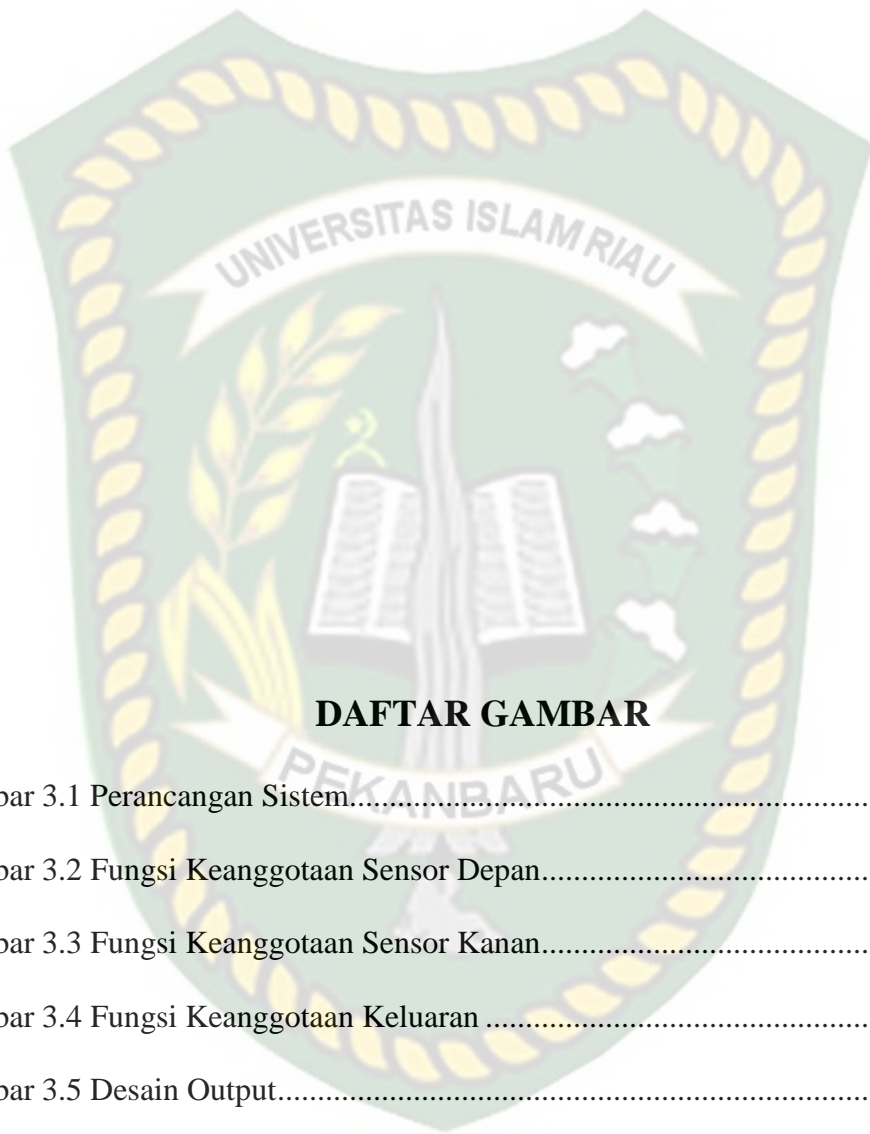 UNIVERSITAS ISLAM RIAU
DAFTAR GAMBAR
PEKANBARU
bar 3.1 Perancangan Sistem........................................................
bar 3.2 Fungsi Keanggotaan Sensor Depan........................................
bar 3.3 Fungsi Keanggotaan Sensor Kanan........................................
bar 3.4 Fungsi Keanggotaan Keluaran ...............................................
bar 3.5 Desain Output..................................................................